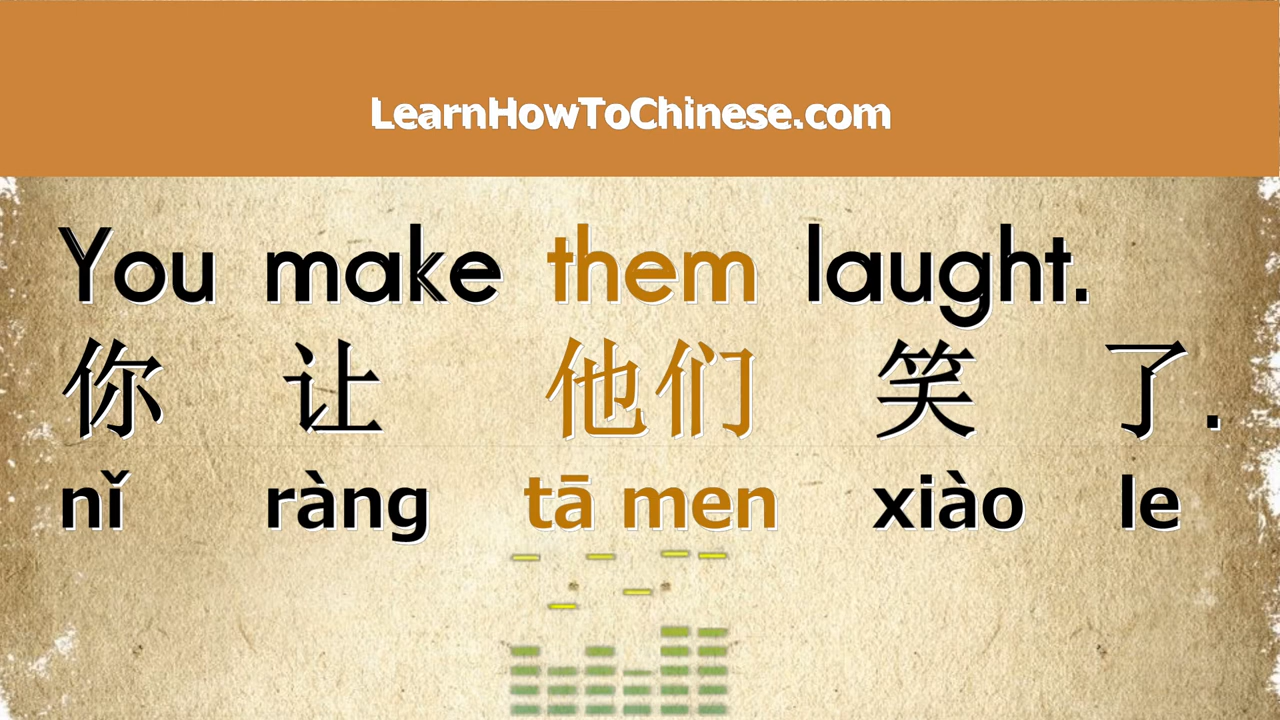 LearnHowToChinese.com
You make them laught.
你 让 他们 笑 了.
nǐ ràng tā men xiào le